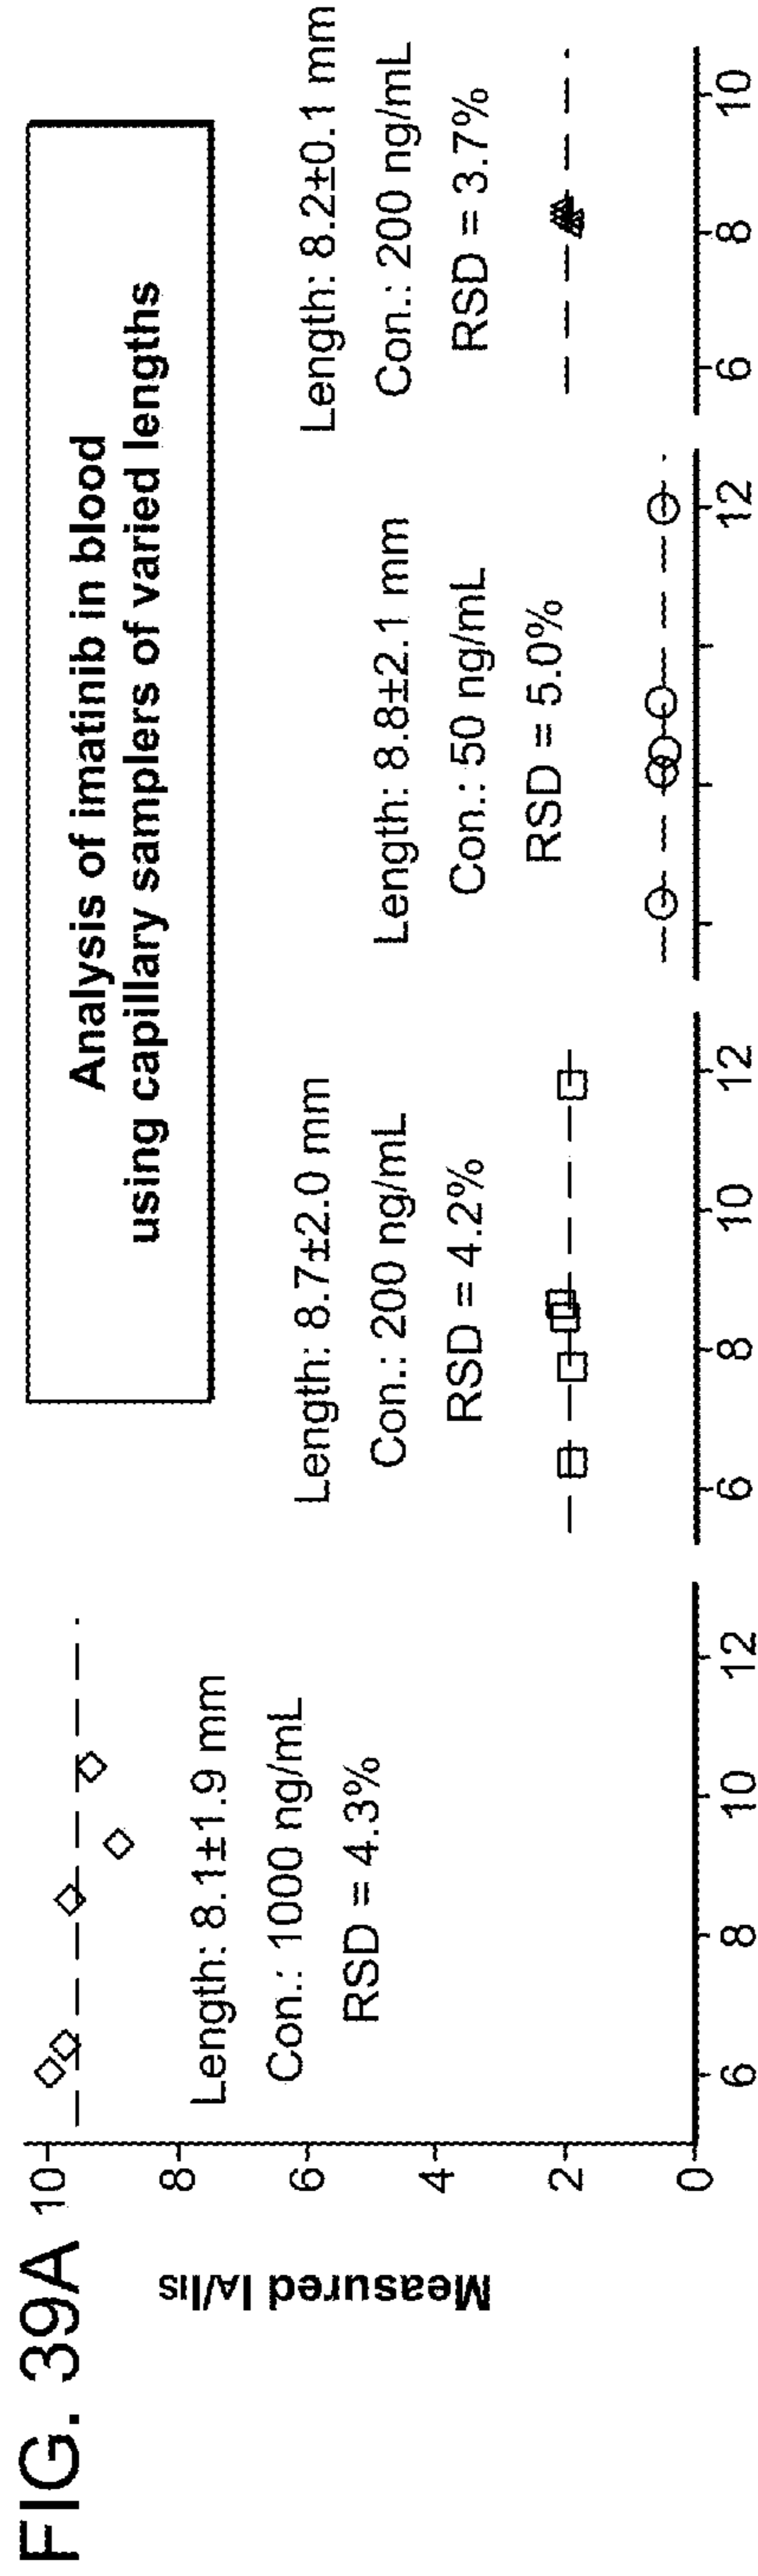 FIG. 39A
Analysis of imatinib in blood
using capillary samplers of varied lengths
Measured IA/IIS
10
8
6
4
2
0
Length: 8.1±1.9 mm
Con.: 1000 ng/mL
RSD = 4.3%
6 8 10 12
Length: 8.7±2.0 mm
Con.: 200 ng/mL
RSD = 4.2%
6 8 10 12
Length: 8.8±2.1 mm
Con.: 50 ng/mL
RSD = 5.0%
12
Length: 8.2±0.1 mm
Con.: 200 ng/mL
RSD = 3.7%
6 8 10